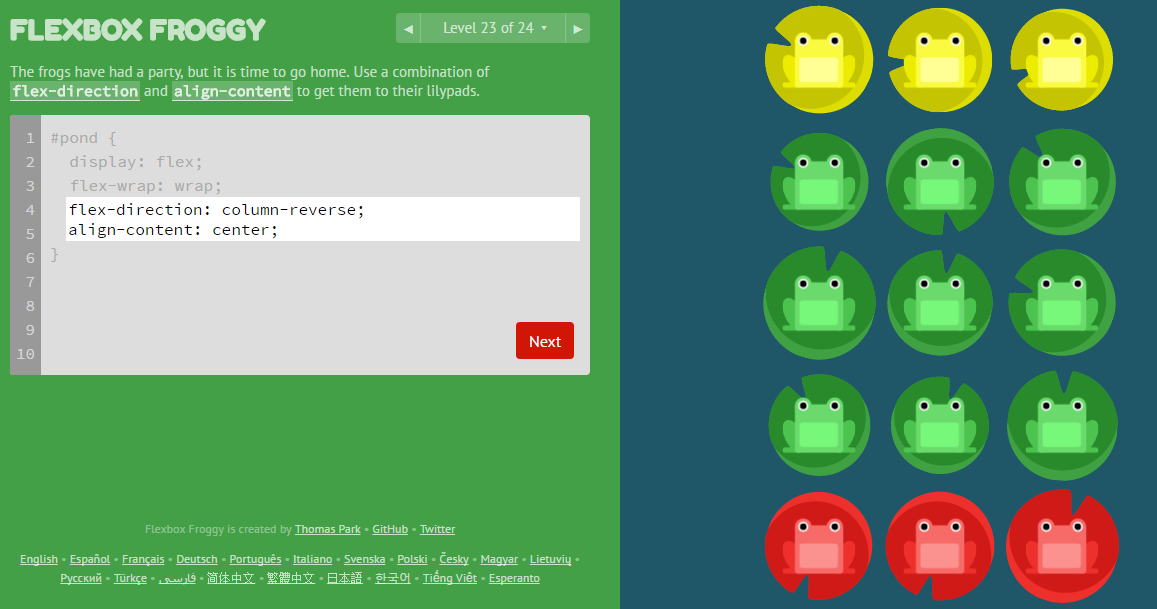 FLEXBOX FROGGY
◀ Level 23 of 24 ▾ ▶
The frogs have had a party, but it is time to go home. Use a combination of
flex-direction and align-content to get them to their lilypads.
1 #pond {
2 display: flex;
3 flex-wrap: wrap;
4 flex-direction: column-reverse;
5 align-content: center;
6 }
7
8
9
10
Next
Flexbox Froggy is created by Thomas Park • GitHub • Twitter
English • Español • Français • Deutsch • Português • Italiano • Svenska • Polski • Česky • Magyar • Lietuvių •
Русский • Türkçe • فارسی • 简体中文 • 繁體中文 • 日本語 • 한국어 • Tiếng Việt • Esperanto